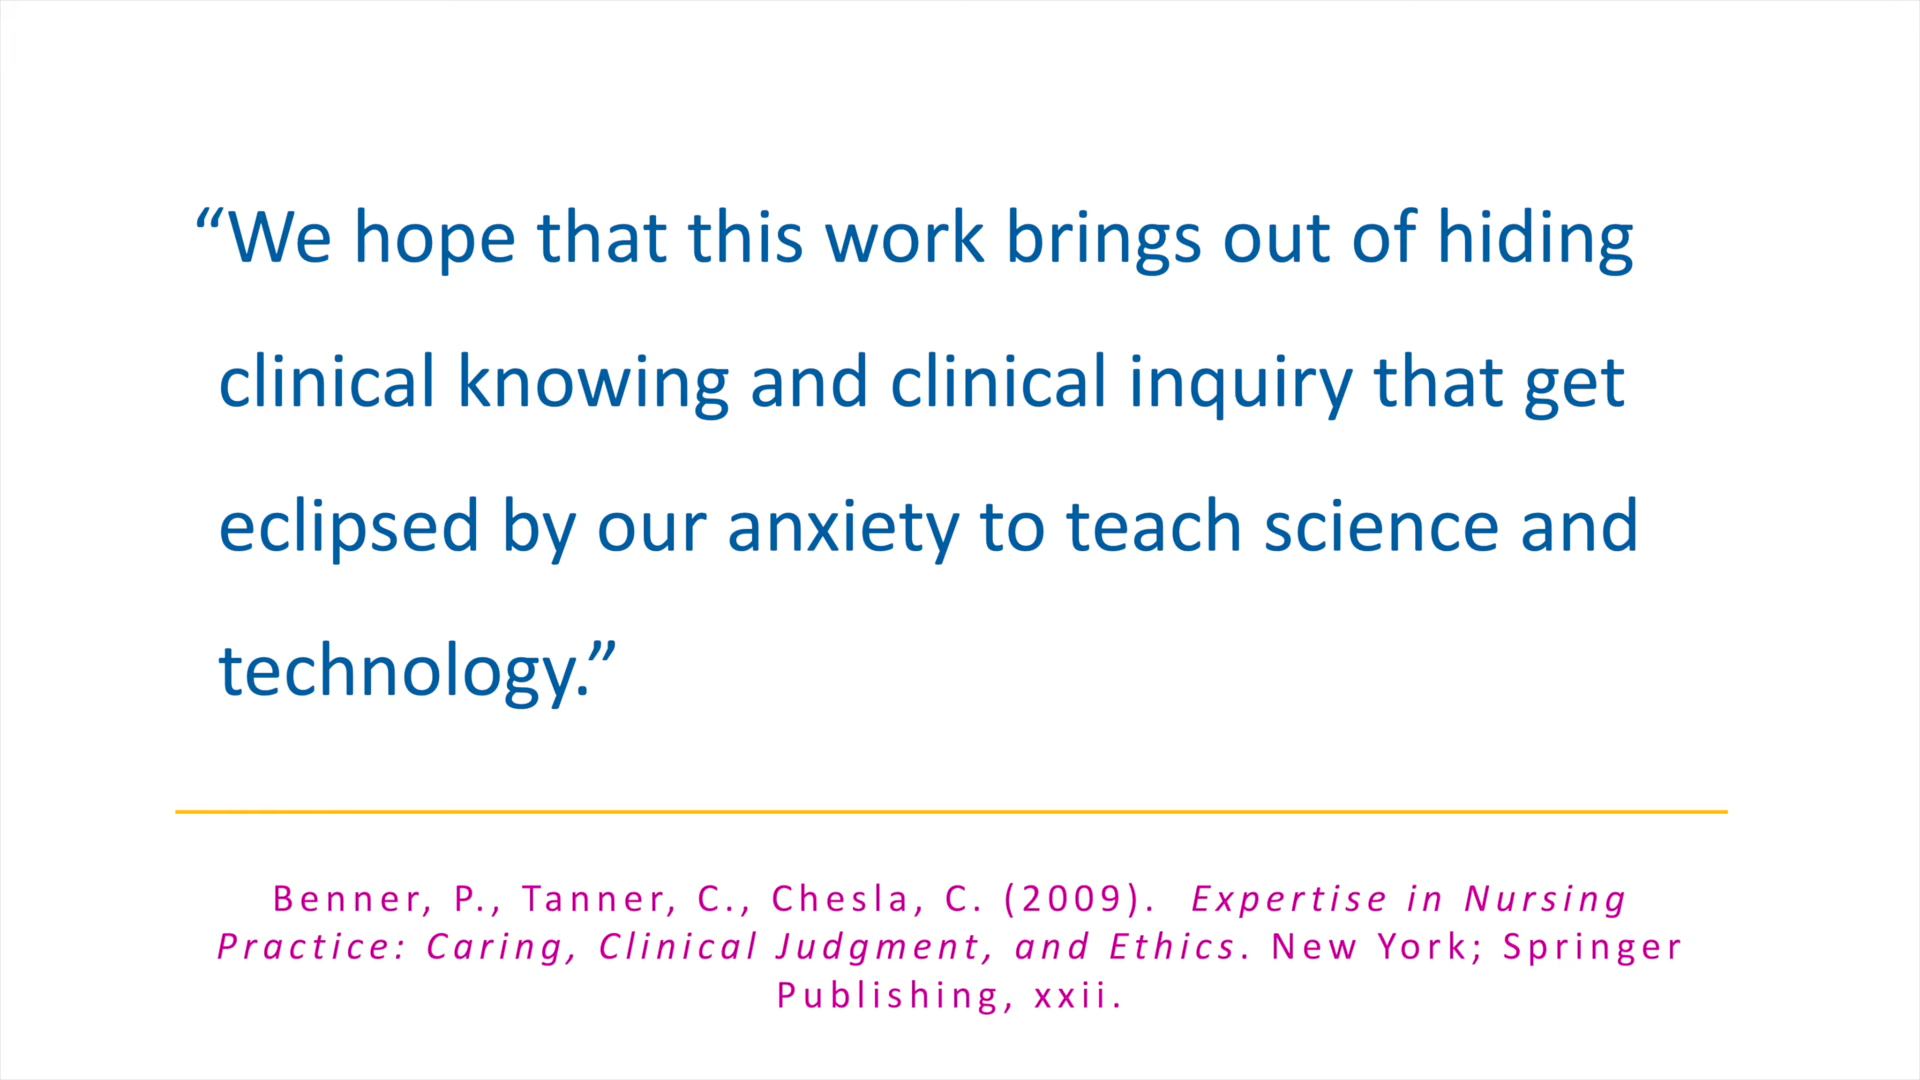 “We hope that this work brings out of hiding
clinical knowing and clinical inquiry that get
eclipsed by our anxiety to teach science and
technology.”
Benner, P., Tanner, C., Chesla, C. (2009).  Expertise in Nursing
Practice: Caring, Clinical Judgment, and Ethics. New York; Springer
Publishing, xxii.